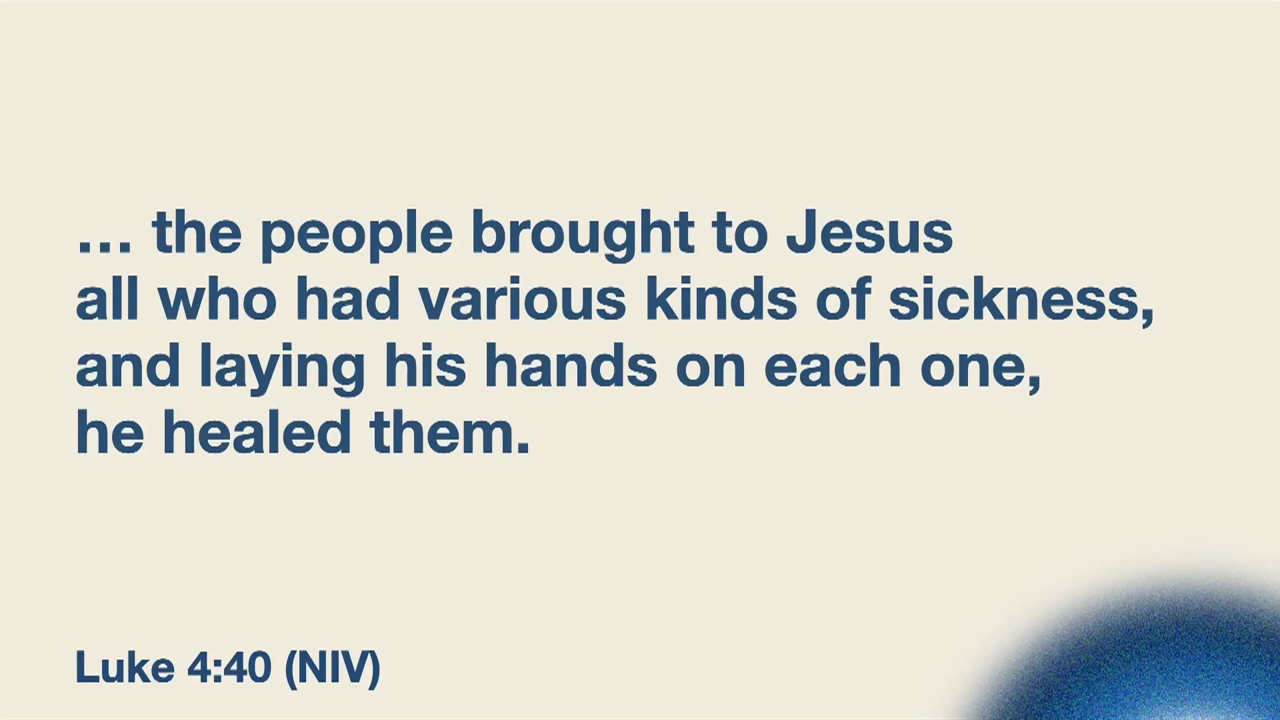 … the people brought to Jesus
all who had various kinds of sickness,
and laying his hands on each one,
he healed them.
Luke 4:40 (NIV)